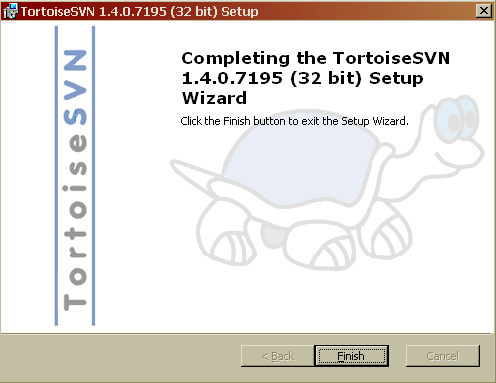 TortoiseSVN 1.4.0.7195 (32 bit) Setup
TortoiseSVN
Completing the TortoiseSVN
1.4.0.7195 (32 bit) Setup
Wizard
Click the Finish button to exit the Setup Wizard.
< Back
Finish
Cancel